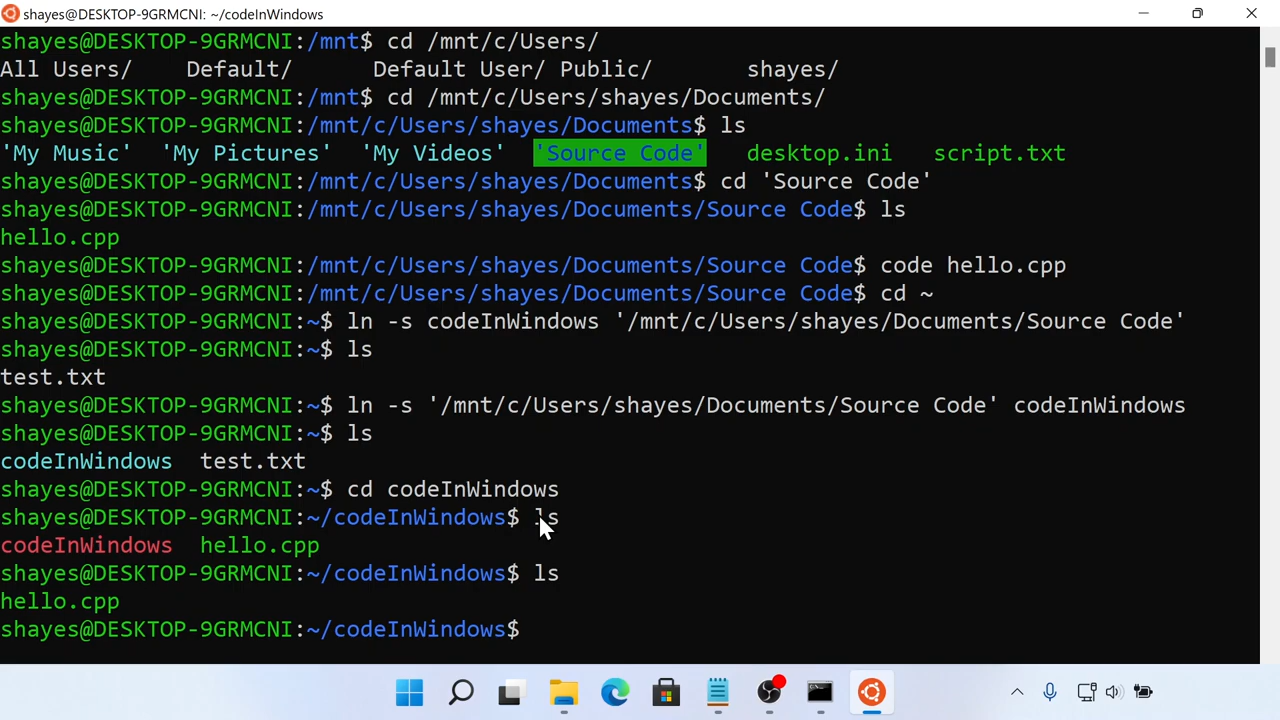 shayes@DESKTOP-9GRMCNI: ~/codeInWindows
shayes@DESKTOP-9GRMCNI:/mnt$ cd /mnt/c/Users/
All Users/    Default/      Default User/ Public/       shayes/
shayes@DESKTOP-9GRMCNI:/mnt$ cd /mnt/c/Users/shayes/Documents/
shayes@DESKTOP-9GRMCNI:/mnt/c/Users/shayes/Documents$ ls
'My Music'  'My Pictures'  'My Videos'  'Source Code'   desktop.ini   script.txt
shayes@DESKTOP-9GRMCNI:/mnt/c/Users/shayes/Documents$ cd 'Source Code'
shayes@DESKTOP-9GRMCNI:/mnt/c/Users/shayes/Documents/Source Code$ ls
hello.cpp
shayes@DESKTOP-9GRMCNI:/mnt/c/Users/shayes/Documents/Source Code$ code hello.cpp
shayes@DESKTOP-9GRMCNI:/mnt/c/Users/shayes/Documents/Source Code$ cd ~
shayes@DESKTOP-9GRMCNI:~$ ln -s codeInWindows '/mnt/c/Users/shayes/Documents/Source Code'
shayes@DESKTOP-9GRMCNI:~$ ls
test.txt
shayes@DESKTOP-9GRMCNI:~$ ln -s '/mnt/c/Users/shayes/Documents/Source Code' codeInWindows
shayes@DESKTOP-9GRMCNI:~$ ls
codeInWindows  test.txt
shayes@DESKTOP-9GRMCNI:~$ cd codeInWindows
shayes@DESKTOP-9GRMCNI:~/codeInWindows$ ls
codeInWindows  hello.cpp
shayes@DESKTOP-9GRMCNI:~/codeInWindows$ ls
hello.cpp
shayes@DESKTOP-9GRMCNI:~/codeInWindows$